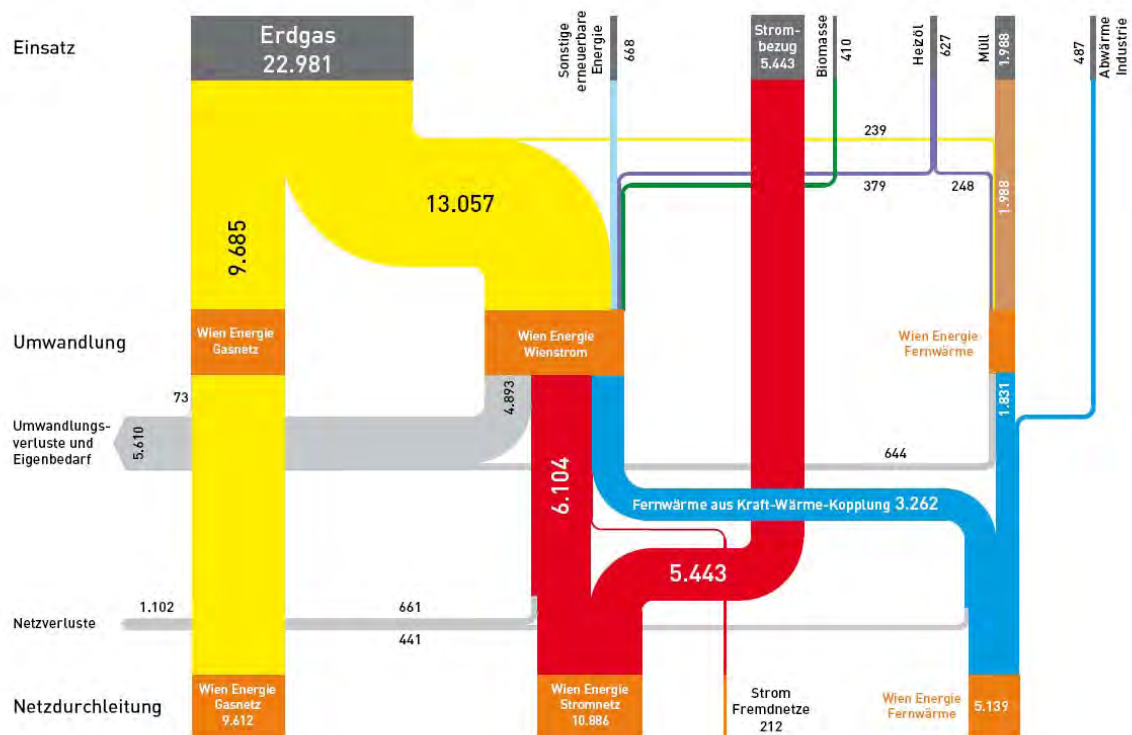 Einsatz
Erdgas
22.981
Sonstige
erneuerbare
Energie
668
Strom-
bezug
5.443
Biomasse
410
Heizöl
627
Müll
1.988
487
Abwärme
Industrie
239
379
248
13.057
9.685
1.988
Umwandlung
Wien Energie
Gasnetz
Wien Energie
Wienstrom
Wien Energie
Fernwärme
73
4.893
1.831
Umwandlungs-
verluste und
Eigenbedarf
5.610
644
6.104
Fernwärme aus Kraft-Wärme-Kopplung 3.262
5.443
1.102
661
Netzverluste
441
Netzdurchleitung
Wien Energie
Gasnetz
9.612
Wien Energie
Stromnetz
10.886
Strom
Fremdnetze
212
Wien Energie
Fernwärme
5.139